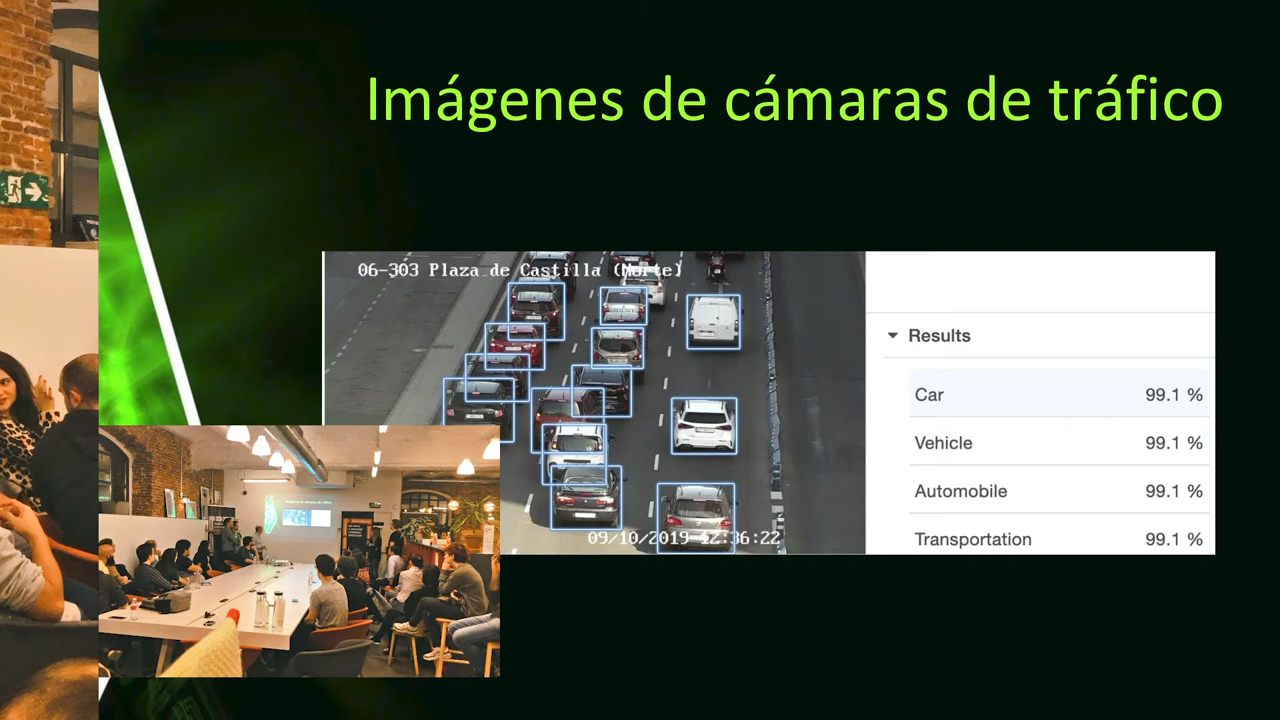 Imágenes de cámaras de tráfico
06-303 Plaza de Castilla (Norte)
09/10/2019 12:36:22
Results
Car 99.1 %
Vehicle 99.1 %
Automobile 99.1 %
Transportation 99.1 %